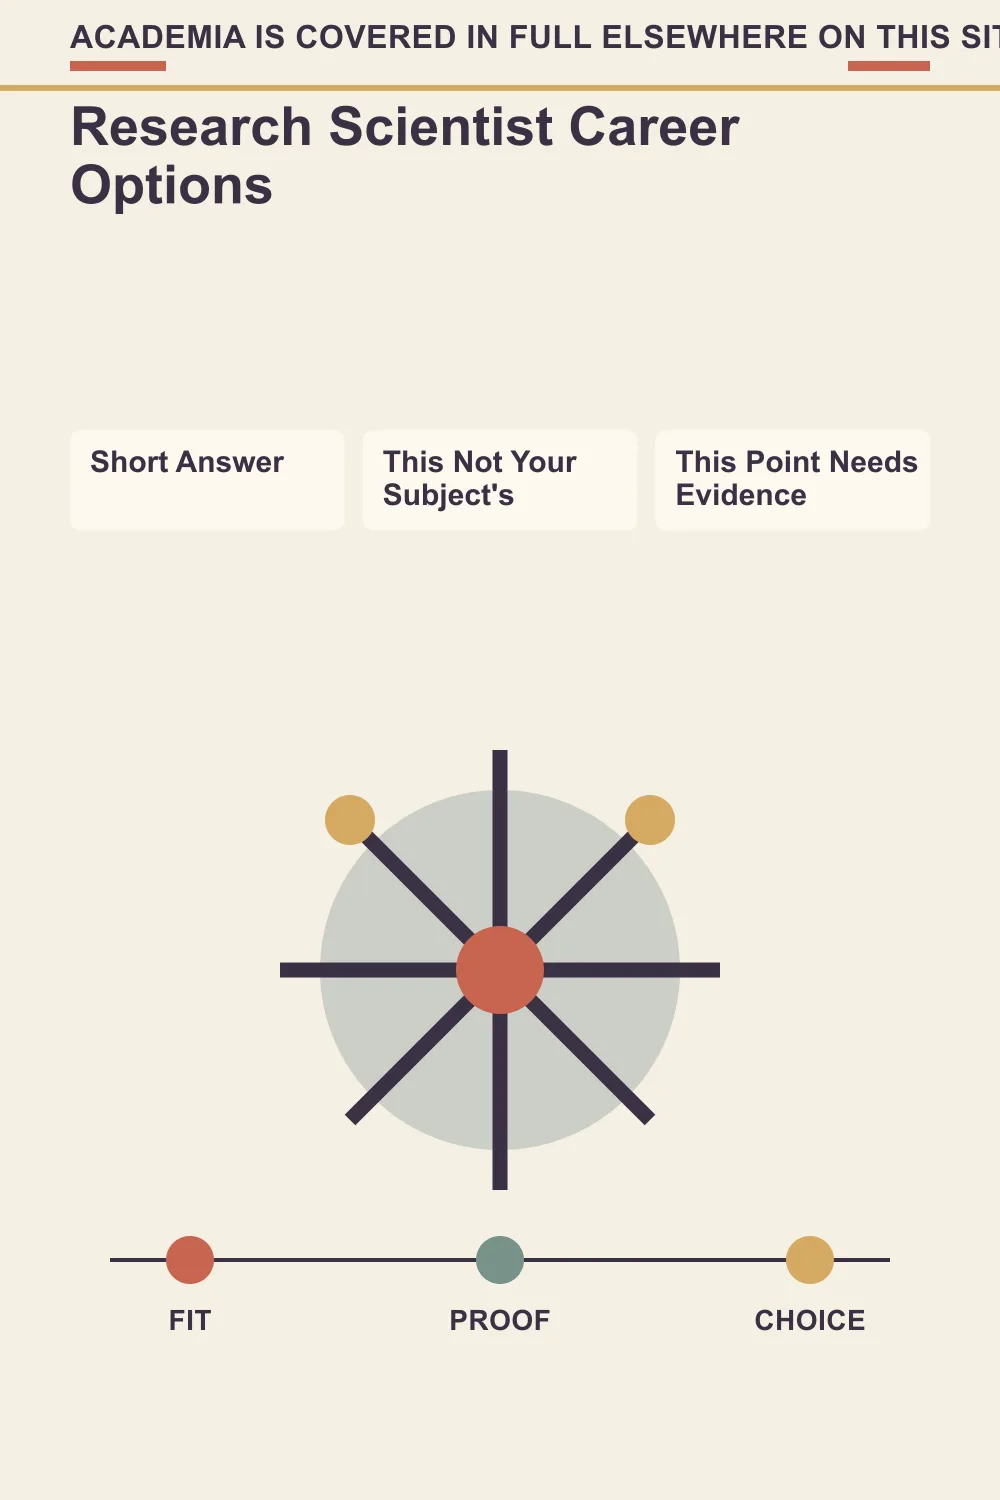 ACADEMIA IS COVERED IN FULL ELSEWHERE ON THIS SIT
Research Scientist Career
Options
Short Answer
This Not Your
Subject's
This Point Needs
Evidence
FIT
PROOF
CHOICE